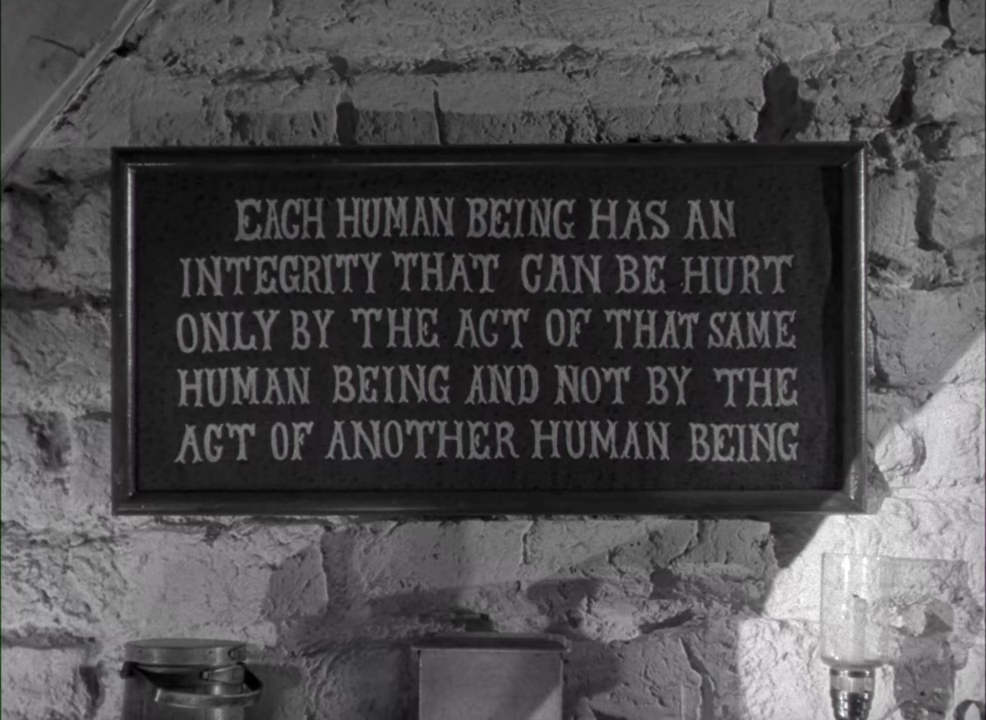 EACH HUMAN BEING HAS AN
INTEGRITY THAT CAN BE HURT
ONLY BY THE ACT OF THAT SAME
HUMAN BEING AND NOT BY THE
ACT OF ANOTHER HUMAN BEING